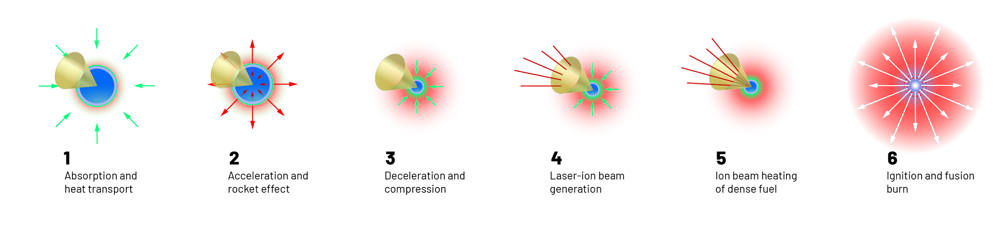 1
Absorption and
heat transport
2
Acceleration and
rocket effect
3
Deceleration and
compression
4
Laser-ion beam
generation
5
Ion beam heating
of dense fuel
6
Ignition and fusion
burn